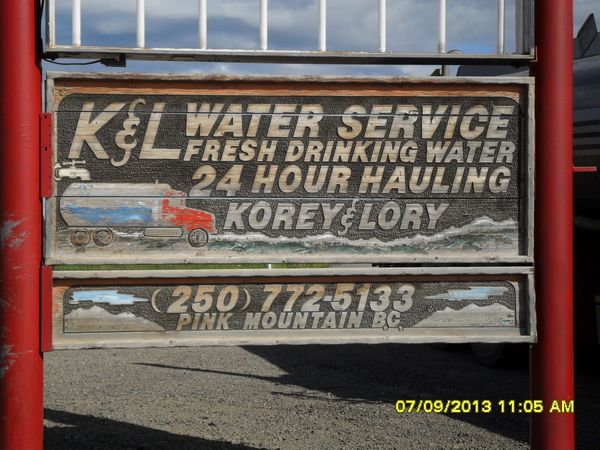 K&L WATER SERVICE
FRESH DRINKING WATER
24 HOUR HAULING
KOREY & LORY
(250) 772-5133
PINK MOUNTAIN B.C.
07/09/2013 11:05 AM